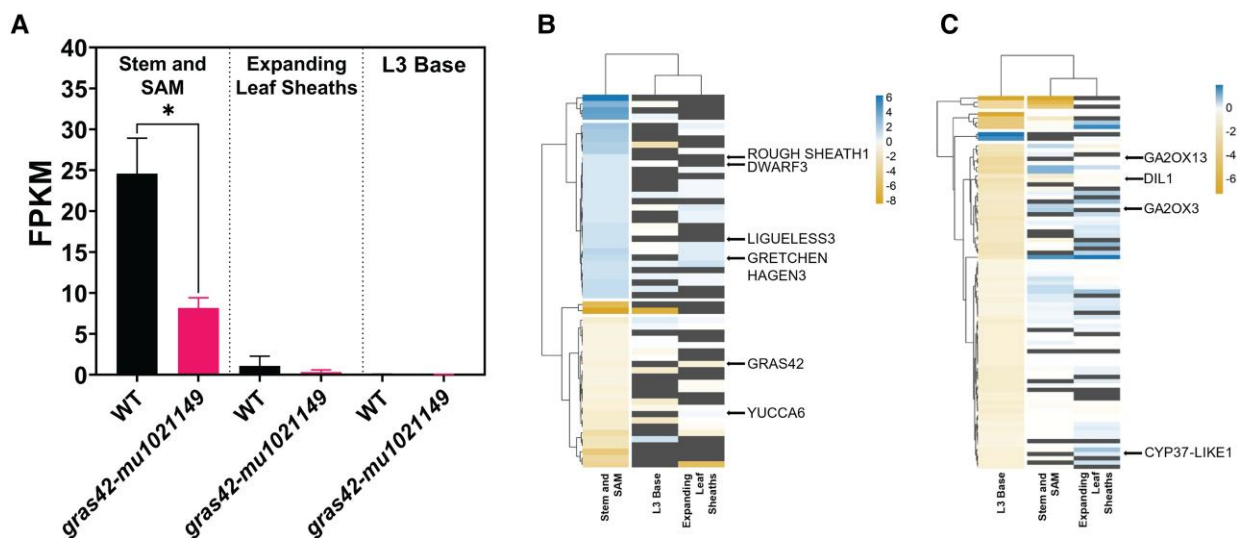 A
FPKM
40
35
30
25
20
15
10
5
0
Stem and
SAM
*
Expanding
Leaf Sheaths
L3 Base
WT
gras42-mu1021149
WT
gras42-mu1021149
WT
gras42-mu1021149
B
6
4
2
0
-2
-4
-6
-8
ROUGH SHEATH1
DWARF3
LIGUELESS3
GRETCHEN
HAGEN3
GRAS42
YUCCA6
Stem and
SAM
L3 Base
Expanding
Leaf
Sheaths
C
0
-2
-4
-6
GA2OX13
DIL1
GA2OX3
CYP37-LIKE1
L3 Base
Stem and
SAM
Expanding
Leaf
Sheaths